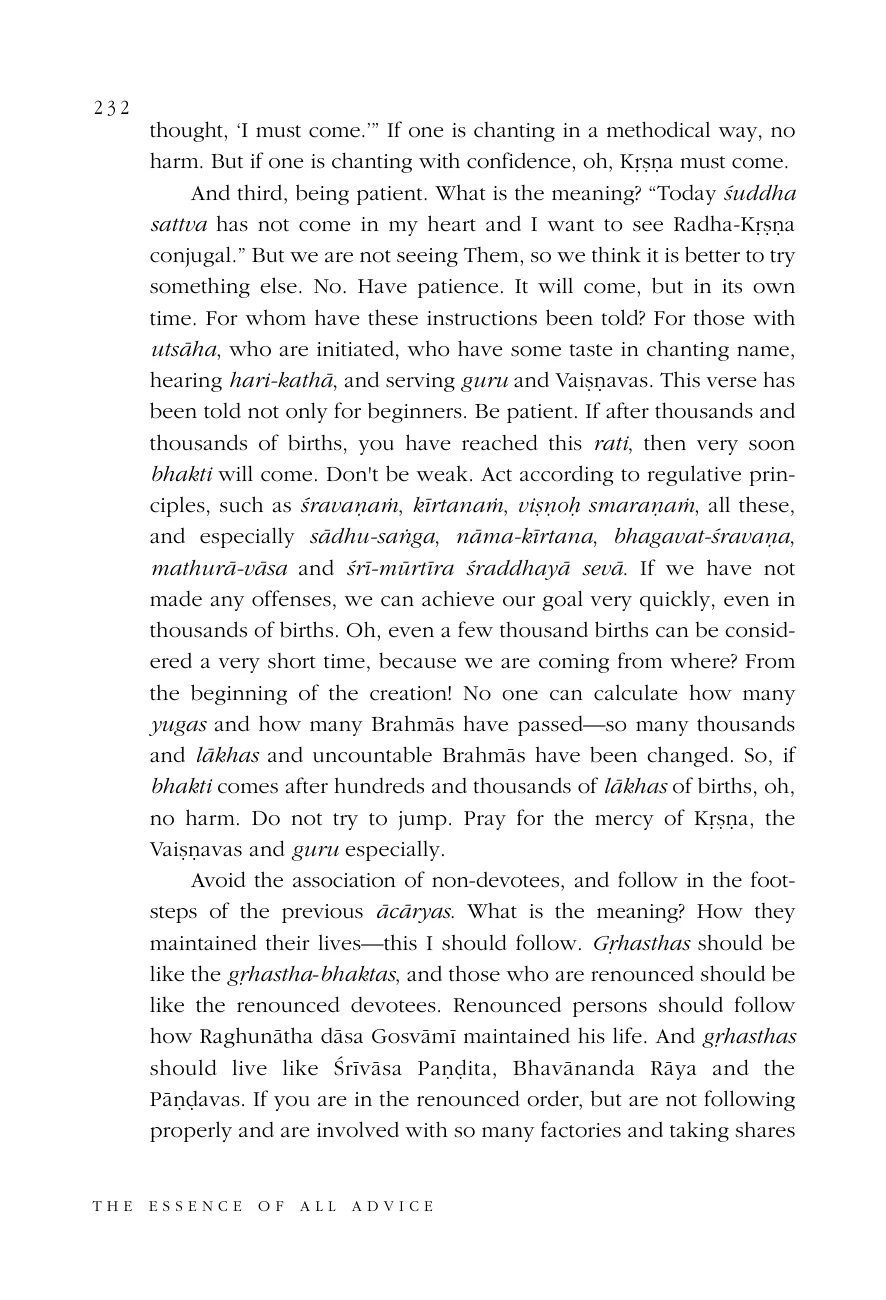 232
thought, ‘I must come.’” If one is chanting in a methodical way, no
harm. But if one is chanting with confidence, oh, Kṛṣṇa must come.
And third, being patient. What is the meaning? “Today śuddha
sattva has not come in my heart and I want to see Radha-Kṛṣṇa
conjugal.” But we are not seeing Them, so we think it is better to try
something else. No. Have patience. It will come, but in its own
time. For whom have these instructions been told? For those with
utsāha, who are initiated, who have some taste in chanting name,
hearing hari-kathā, and serving guru and Vaiṣṇavas. This verse has
been told not only for beginners. Be patient. If after thousands and
thousands of births, you have reached this rati, then very soon
bhakti will come. Don't be weak. Act according to regulative prin-
ciples, such as śravaṇaṁ, kīrtanaṁ, viṣṇoḥ smaraṇaṁ, all these,
and especially sādhu-saṅga, nāma-kīrtana, bhagavat-śravaṇa,
mathurā-vāsa and śrī-mūrtīra śraddhayā sevā. If we have not
made any offenses, we can achieve our goal very quickly, even in
thousands of births. Oh, even a few thousand births can be consid-
ered a very short time, because we are coming from where? From
the beginning of the creation! No one can calculate how many
yugas and how many Brahmās have passed—so many thousands
and lākhas and uncountable Brahmās have been changed. So, if
bhakti comes after hundreds and thousands of lākhas of births, oh,
no harm. Do not try to jump. Pray for the mercy of Kṛṣṇa, the
Vaiṣṇavas and guru especially.
Avoid the association of non-devotees, and follow in the foot-
steps of the previous ācāryas. What is the meaning? How they
maintained their lives—this I should follow. Gṛhasthas should be
like the gṛhastha-bhaktas, and those who are renounced should be
like the renounced devotees. Renounced persons should follow
how Raghunātha dāsa Gosvāmī maintained his life. And gṛhasthas
should live like Śrīvāsa Paṇḍita, Bhavānanda Rāya and the
Pāṇḍavas. If you are in the renounced order, but are not following
properly and are involved with so many factories and taking shares
THE ESSENCE OF ALL ADVICE